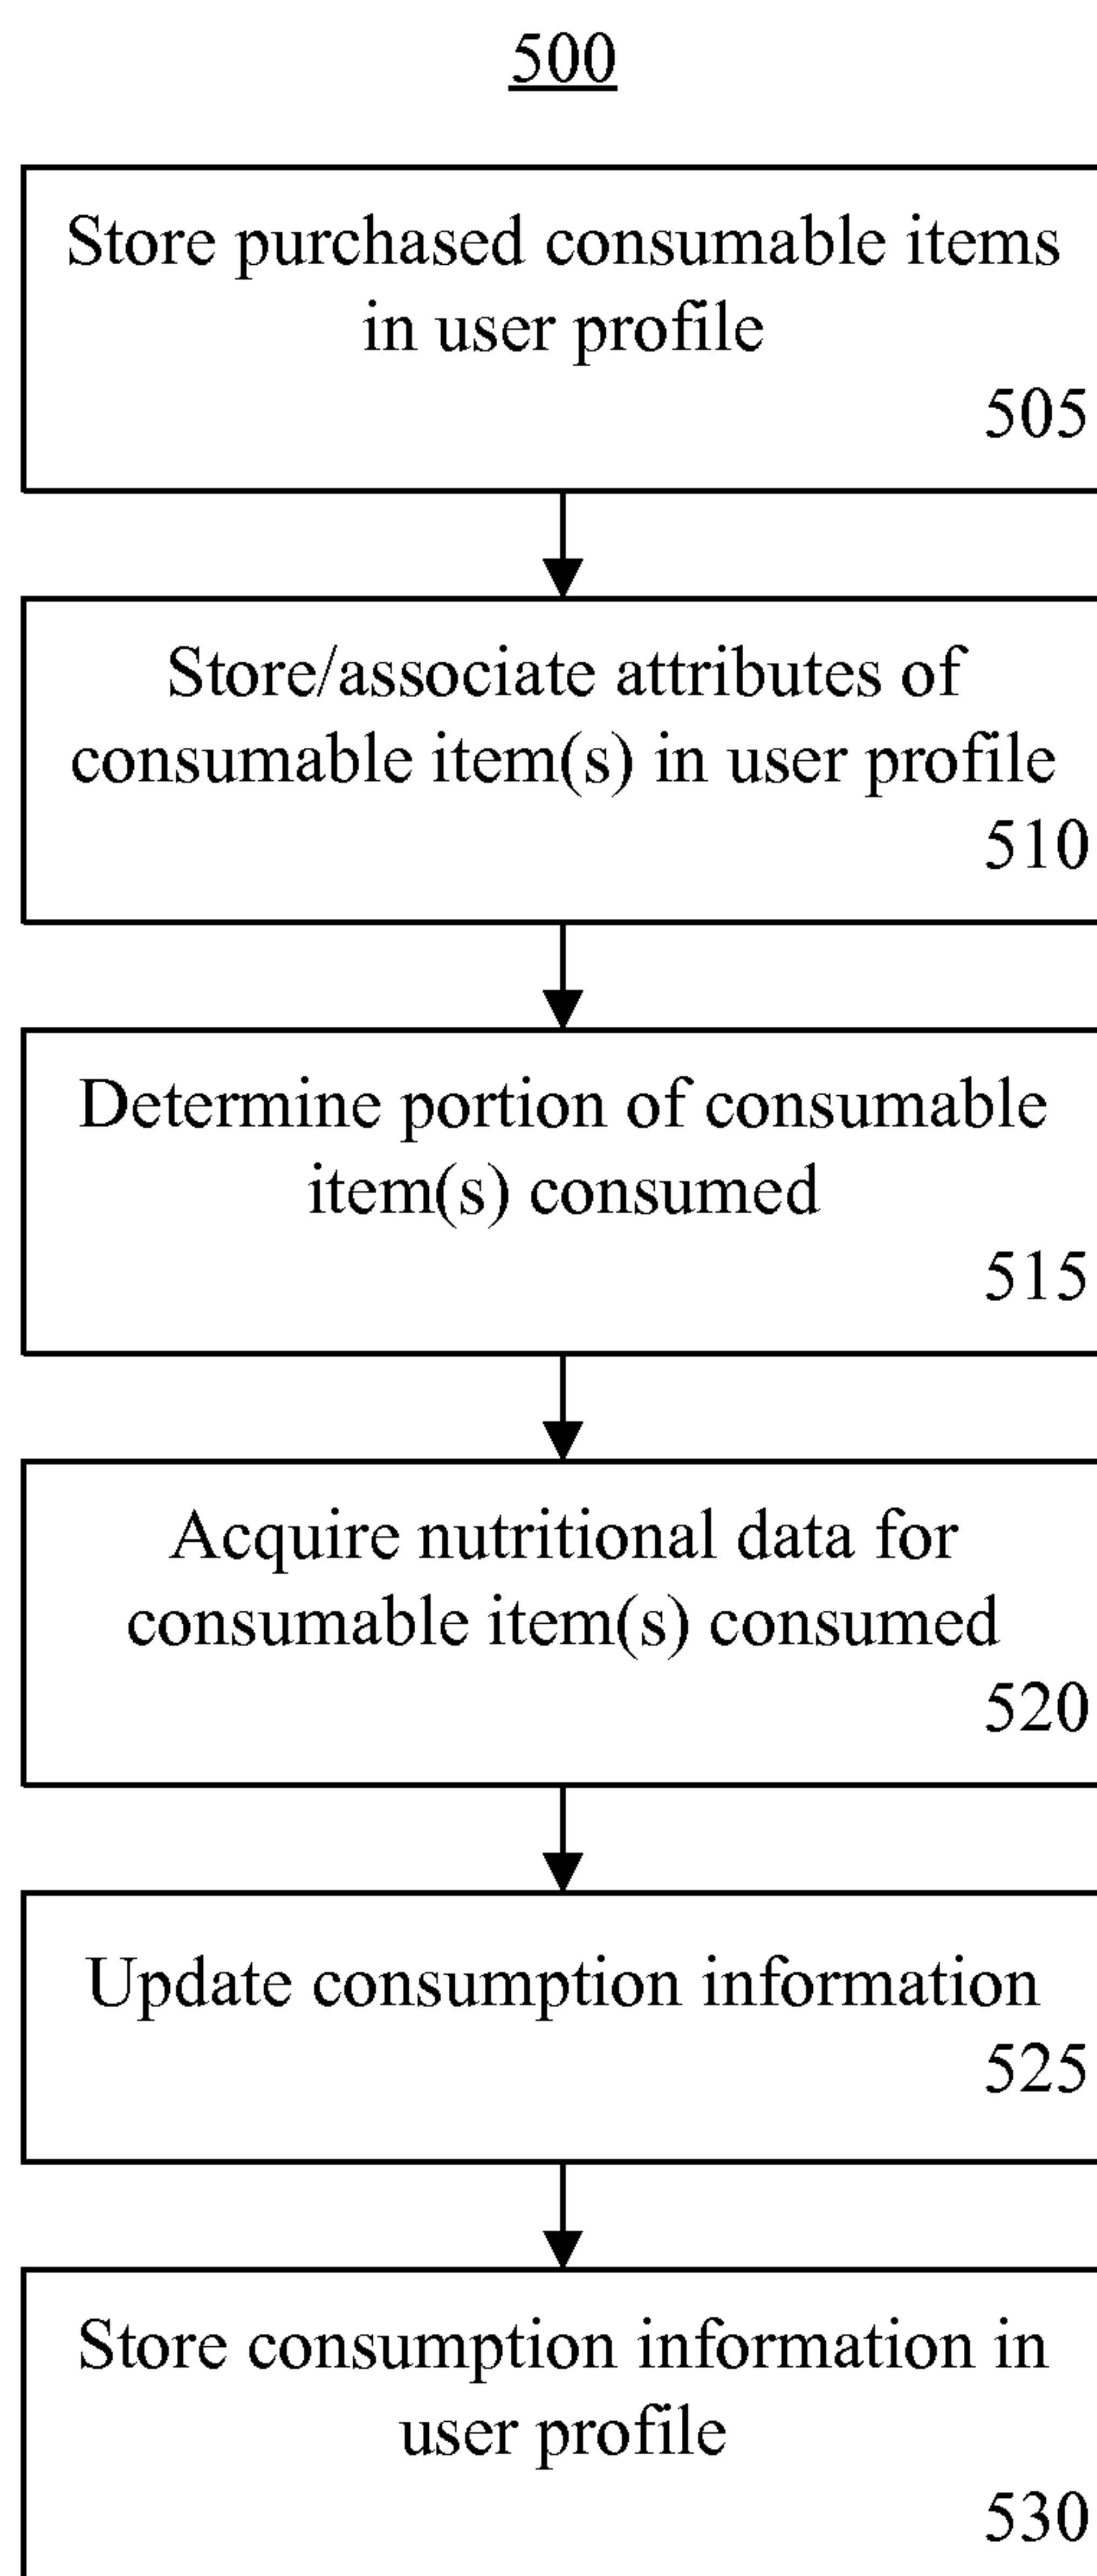 500
Store purchased consumable items
in user profile
505
Store/associate attributes of
consumable item(s) in user profile
510
Determine portion of consumable
item(s) consumed
515
Acquire nutritional data for
consumable item(s) consumed
520
Update consumption information
525
Store consumption information in
user profile
530